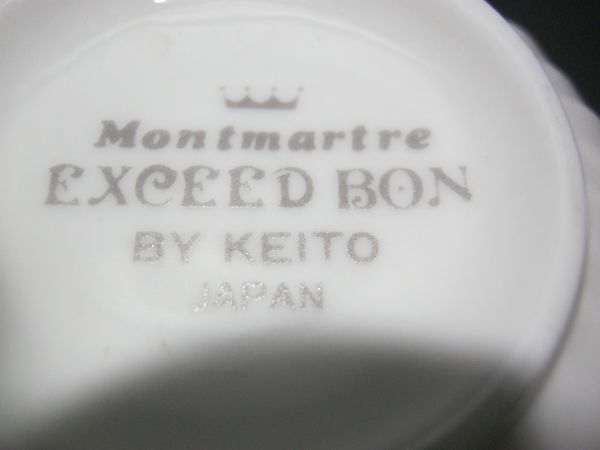 Montmartre
EXCEED BON
BY KEITO
JAPAN